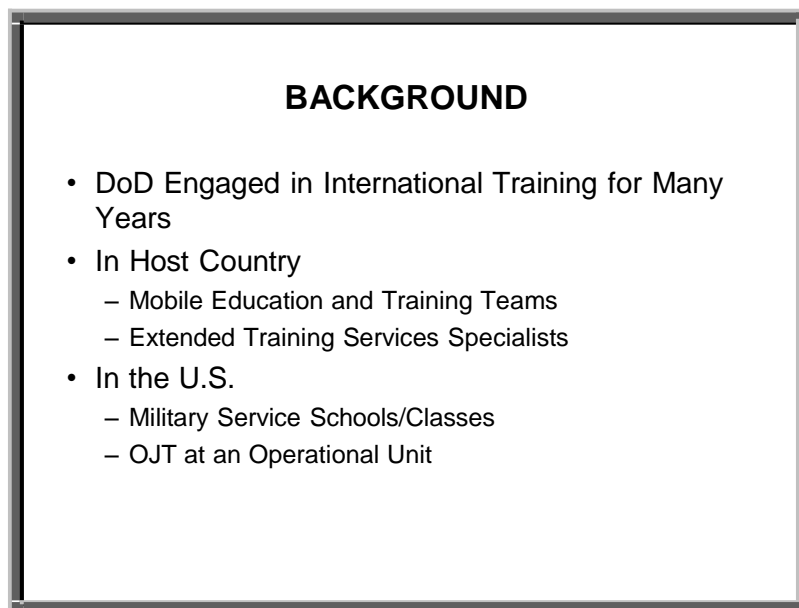 BACKGROUND
• DoD Engaged in International Training for Many
Years
• In Host Country
– Mobile Education and Training Teams
– Extended Training Services Specialists
• In the U.S.
– Military Service Schools/Classes
– OJT at an Operational Unit